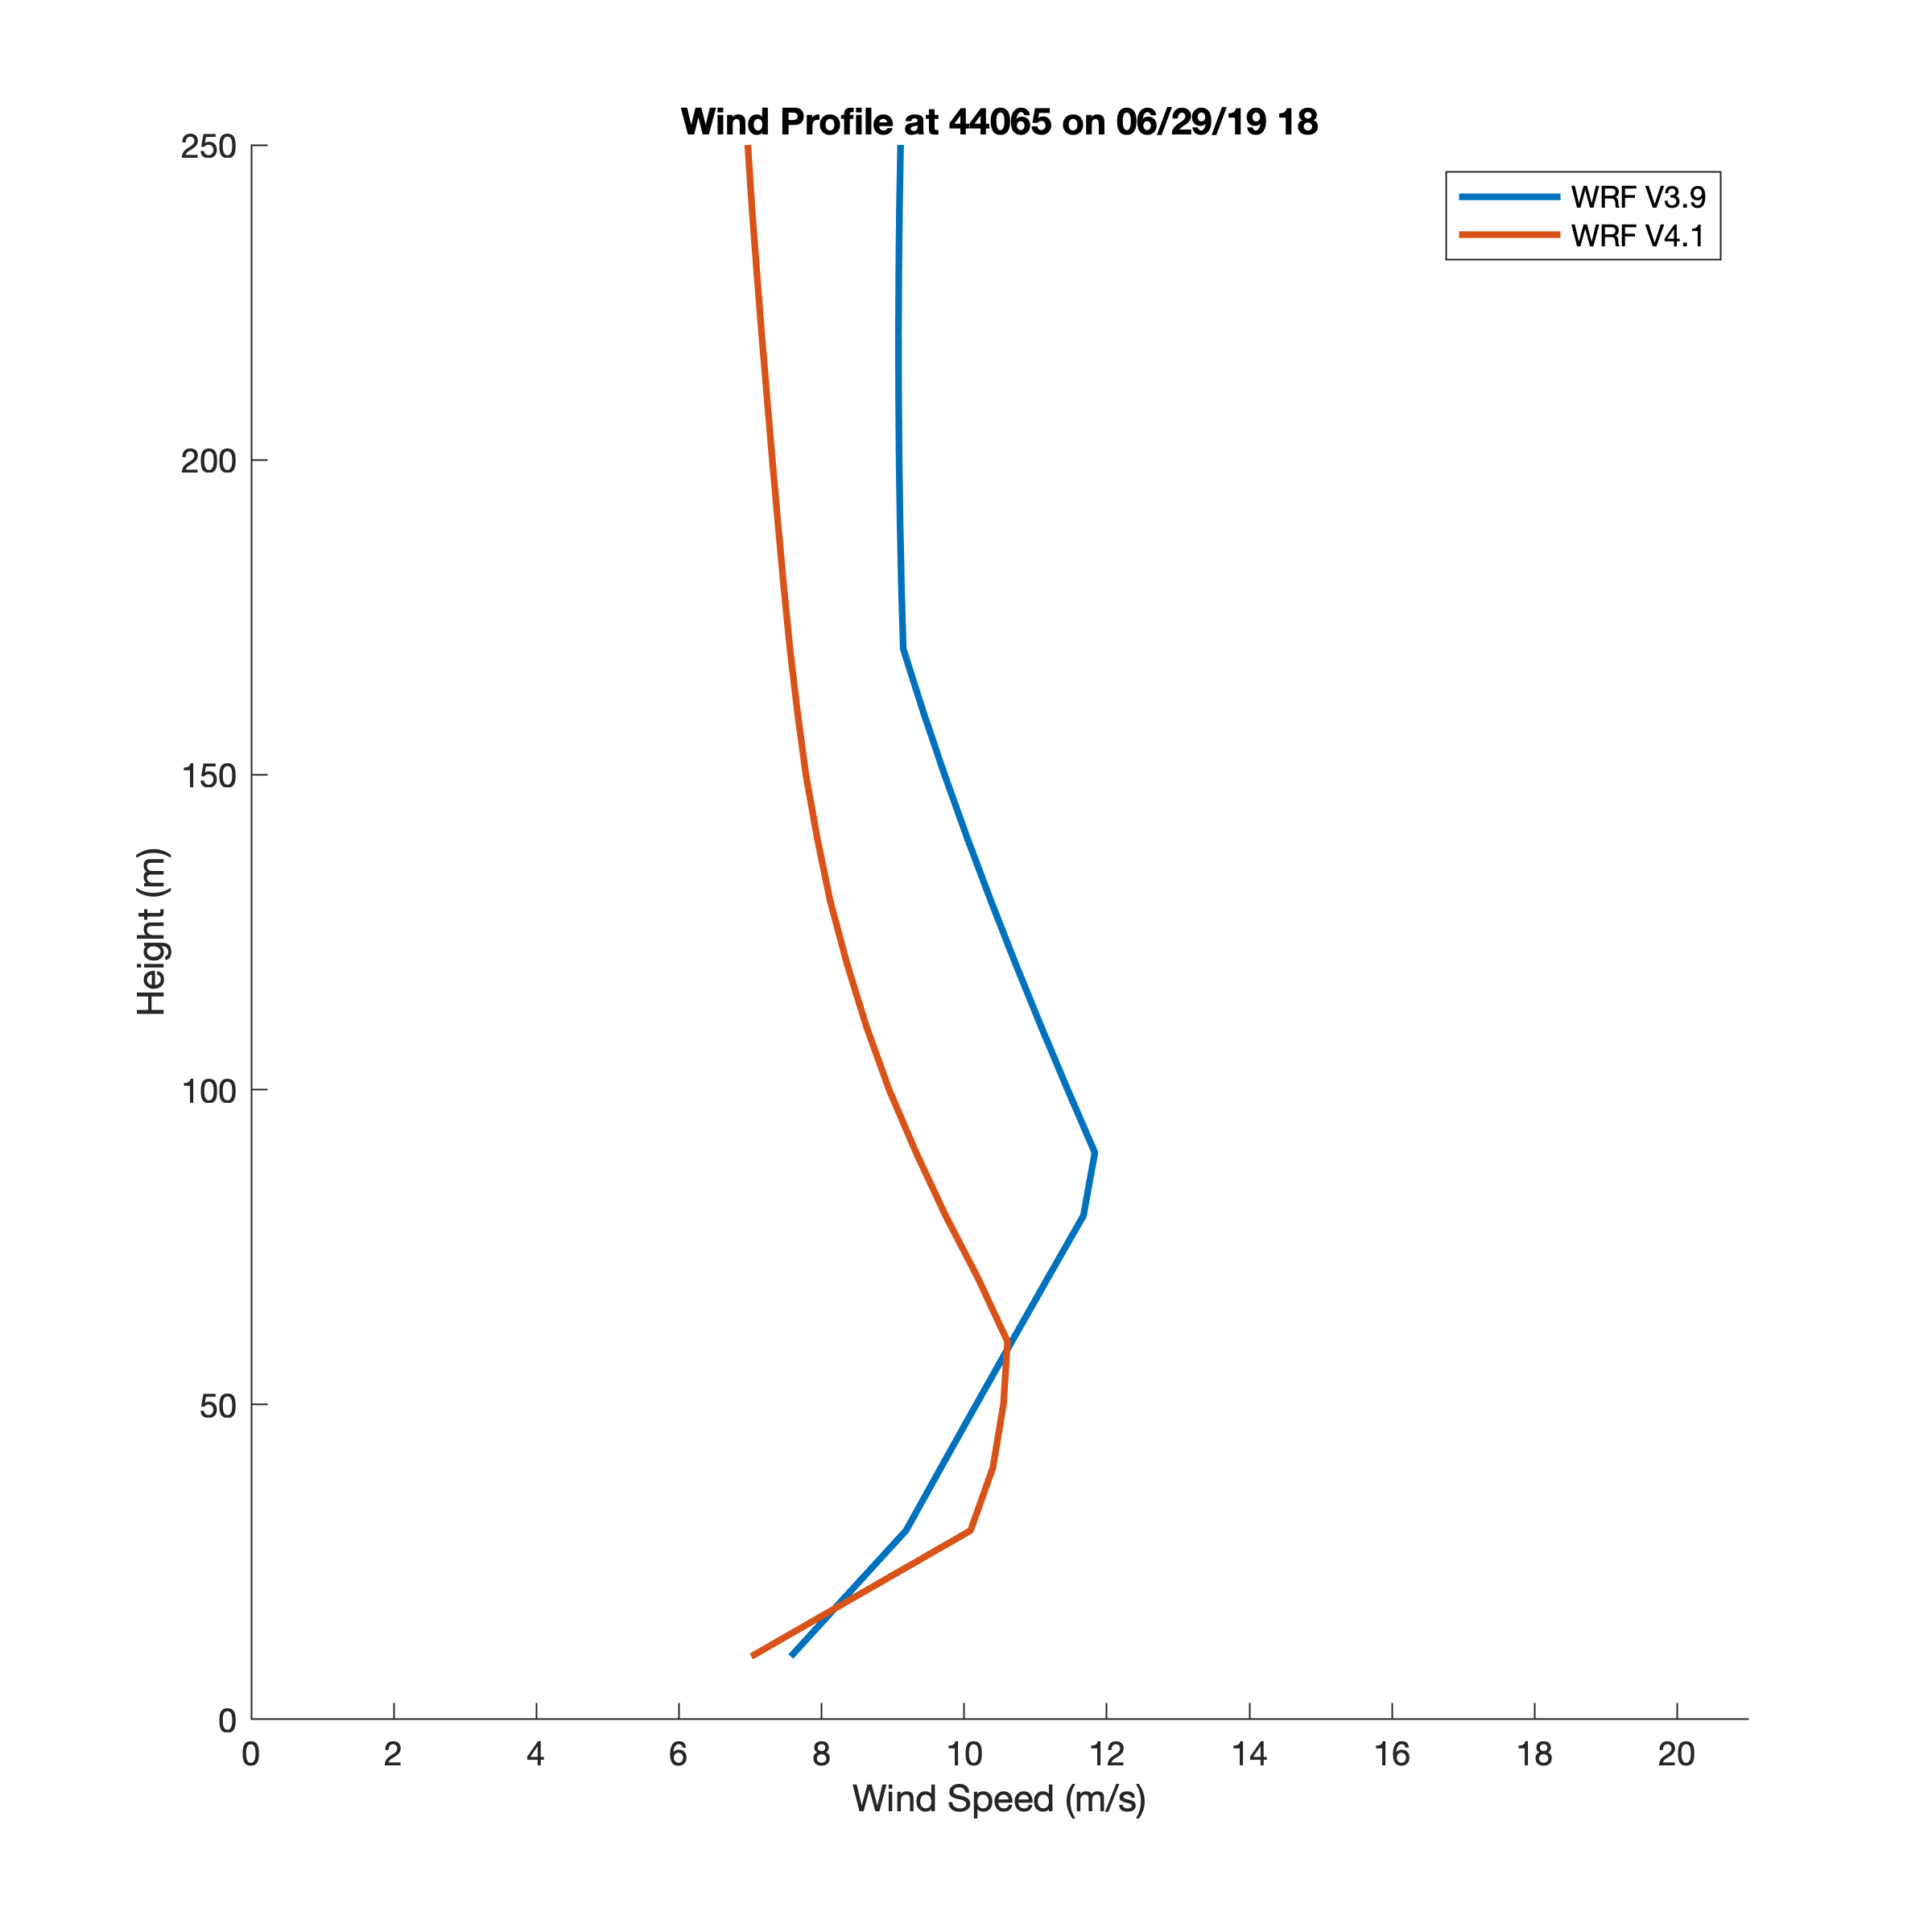 Wind Profile at 44065 on 06/29/19 18
WRF V3.9
WRF V4.1
250
200
150
100
50
0
Height (m)
0 2 4 6 8 10 12 14 16 18 20
Wind Speed (m/s)